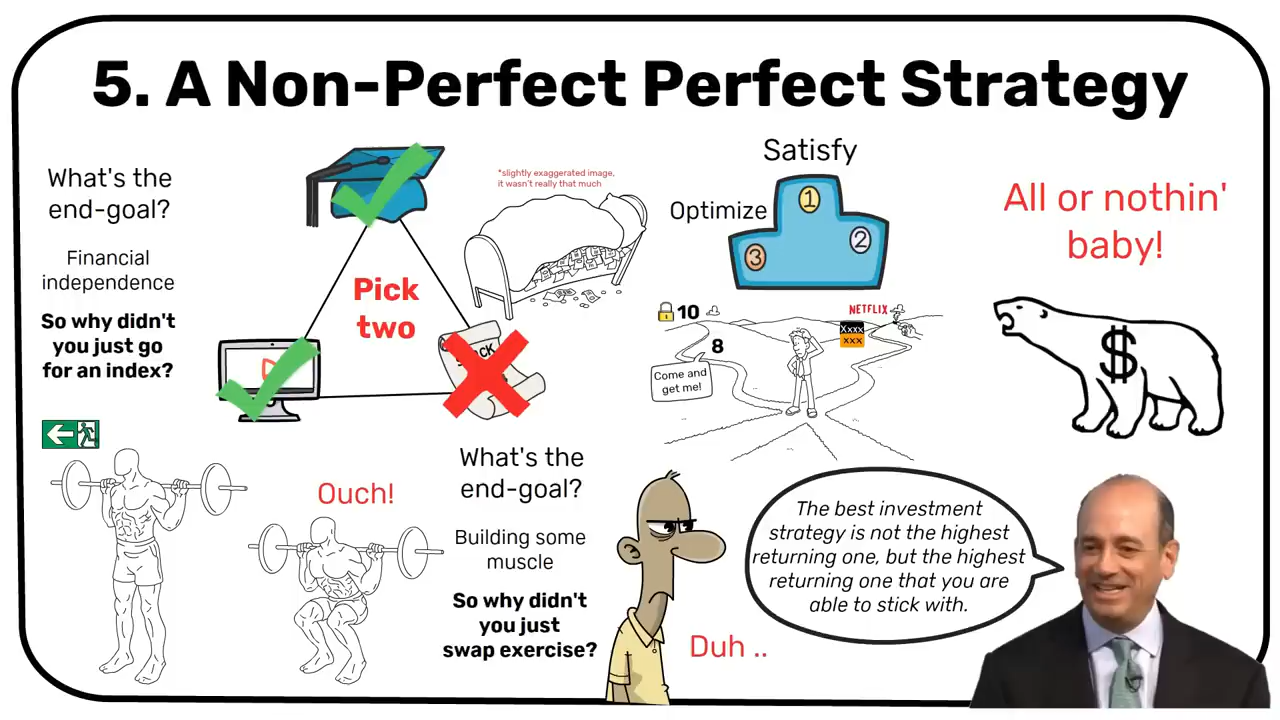 5. A Non-Perfect Perfect Strategy
What's the
end-goal?
Financial
independence
So why didn't
you just go
for an index?
Pick
two
*slightly exaggerated image,
it wasn't really that much
Satisfy
Optimize
1
2
3
10
8
Come and
get me!
NETFLIX
Xxxx
xxx
All or nothin'
baby!
$
Ouch!
What's the
end-goal?
Building some
muscle
So why didn't
you just
swap exercise?
Duh ..
The best investment
strategy is not the highest
returning one, but the highest
returning one that you are
able to stick with.